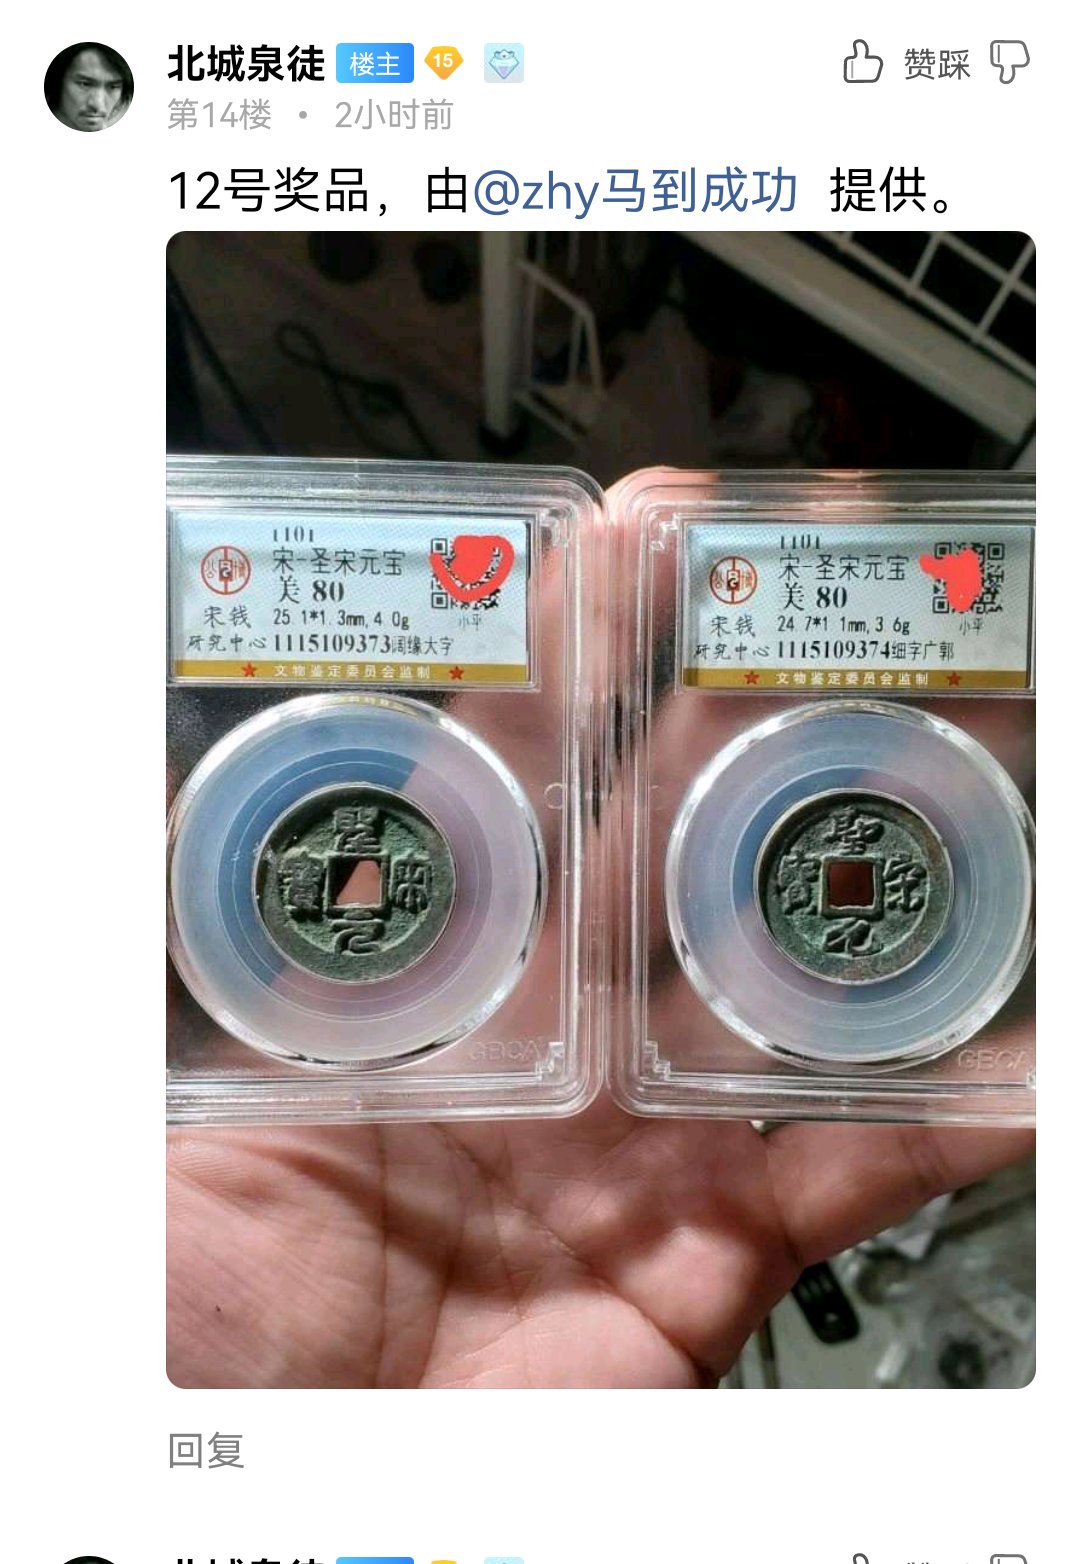 北城泉徒 楼主 15
第14楼 • 2小时前
赞踩
12号奖品，由@zhy马到成功 提供。
1101
宋-圣宋元宝
美 80
宋钱 25.1*1.3mm,4.0g
小平
研究中心 1115109373阔缘大字
★ 文物鉴定委员会监制 ★
1101
宋-圣宋元宝
美 80
宋钱 24.7*1.1mm,3.6g
小平
研究中心 1115109374细字广郭
★ 文物鉴定委员会监制 ★
聖宋元寶
聖宋元寶
GBCA
GBCA
回复